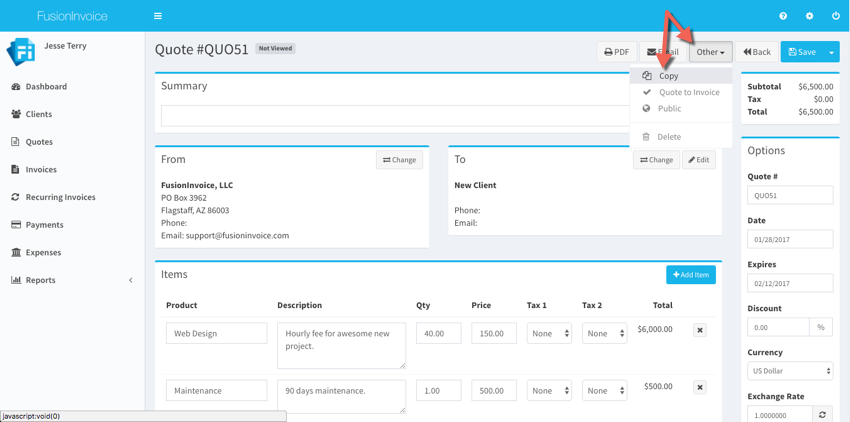 FusionInvoice
Jesse Terry
Dashboard
Clients
Quotes
Invoices
Recurring Invoices
Payments
Expenses
Reports
Quote #QUO51 Not Viewed
PDF Other Back Save
Copy
Quote to Invoice
Public
Delete
Summary
Subtotal $6,500.00
Tax $0.00
Total $6,500.00
From Change
FusionInvoice, LLC
PO Box 3962
Flagstaff, AZ 86003
Phone:
Email: support@fusioninvoice.com
To Change Edit
New Client
Phone:
Email:
Options
Quote #
QUO51
Date
01/28/2017
Expires
02/12/2017
Discount
0.00 %
Currency
US Dollar
Exchange Rate
1.0000000
Items Add Item
Product Description Qty Price Tax 1 Tax 2 Total
Web Design Hourly fee for awesome new 40.00 150.00 None None $6,000.00
project.
Maintenance 90 days maintenance. 1.00 500.00 None None $500.00
javascript:void(0)